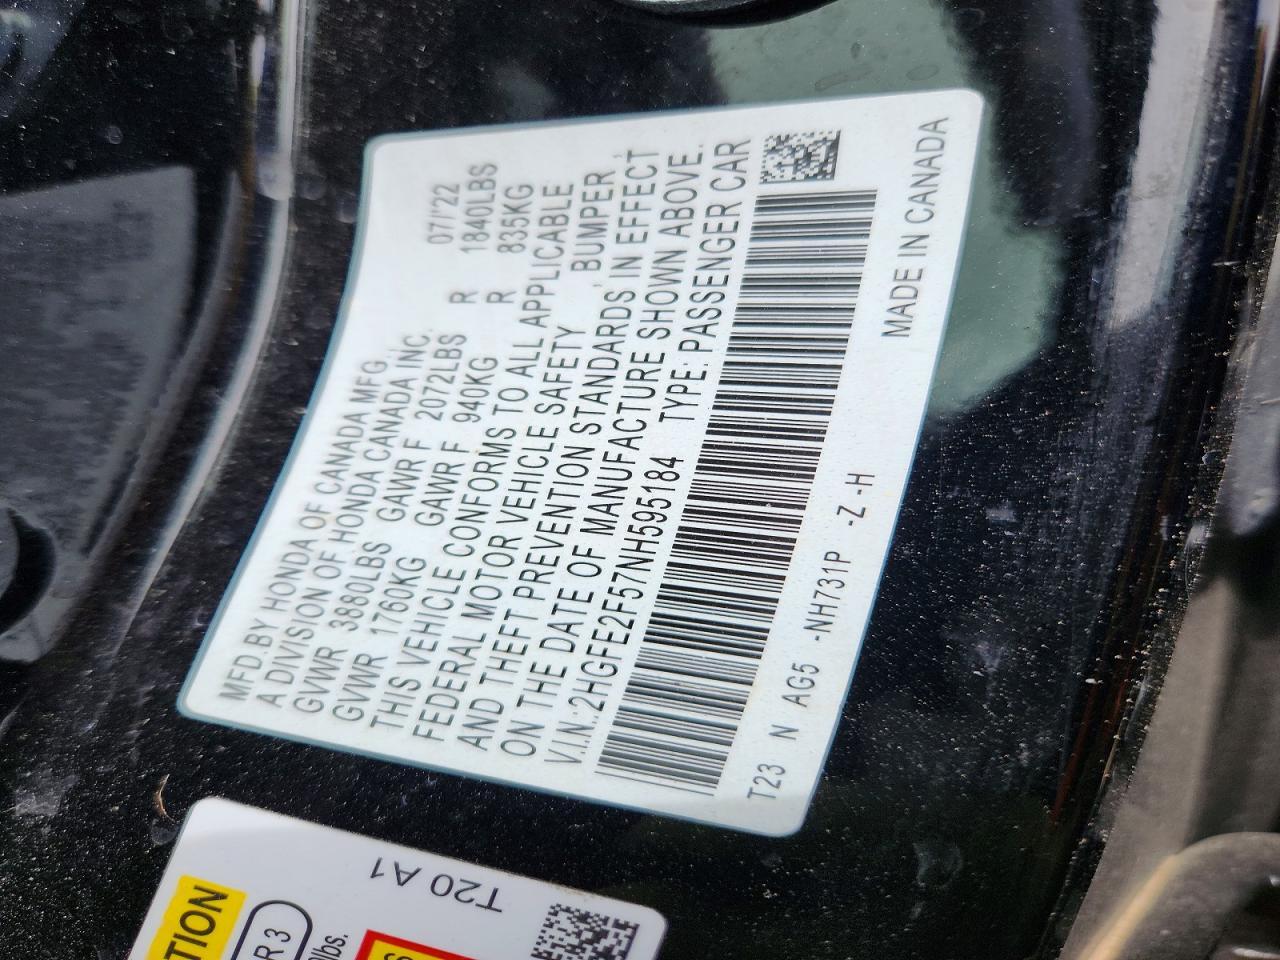 MFD BY HONDA OF CANADA MFG.
A DIVISION OF HONDA CANADA INC. 07/'22
GVWR 3880LBS GAWR F 2072LBS R 1840LBS
GVWR 1760KG GAWR F 940KG R 835KG
THIS VEHICLE CONFORMS TO ALL APPLICABLE
FEDERAL MOTOR VEHICLE SAFETY , BUMPER ,
AND THEFT PREVENTION STANDARDS IN EFFECT
ON THE DATE OF MANUFACTURE SHOWN ABOVE.
V.I.N.:2HGFE2F57NH595184 TYPE: PASSENGER CAR
T23 N AG5 -NH731P -Z -H
MADE IN CANADA
T20 A1
TION
R 3
lbs.